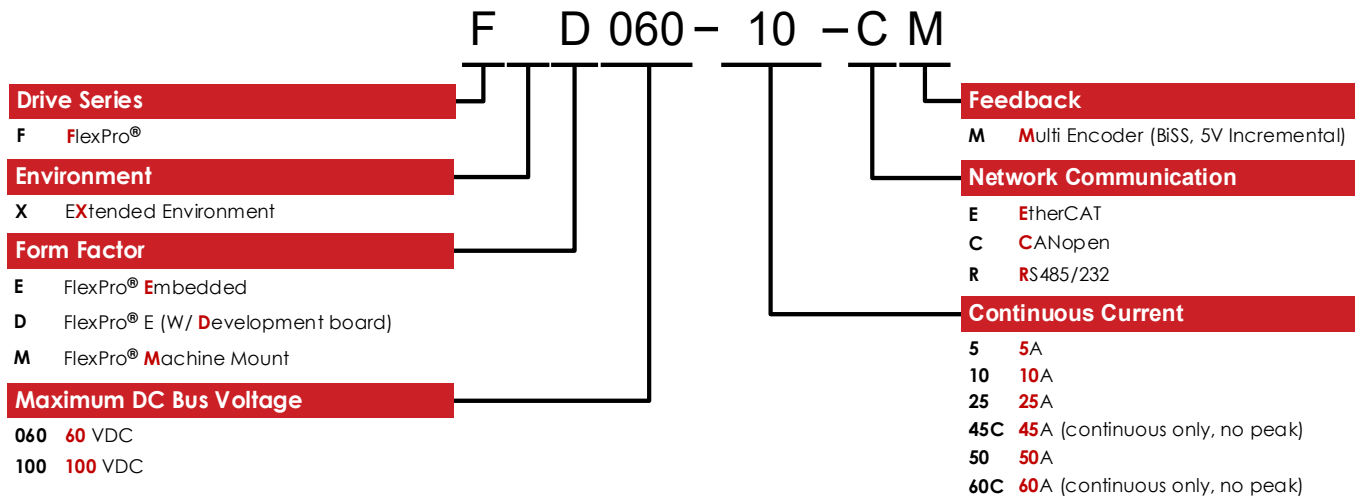 F D 060 – 10 – C M
Drive Series
F FlexPro®
Environment
X EXtended Environment
Form Factor
E FlexPro® Embedded
D FlexPro® E (W/ Development board)
M FlexPro® Machine Mount
Maximum DC Bus Voltage
060 60 VDC
100 100 VDC
Feedback
M Multi Encoder (BiSS, 5V Incremental)
Network Communication
E EtherCAT
C CANopen
R RS485/232
Continuous Current
5 5A
10 10A
25 25A
45C 45A (continuous only, no peak)
50 50A
60C 60A (continuous only, no peak)